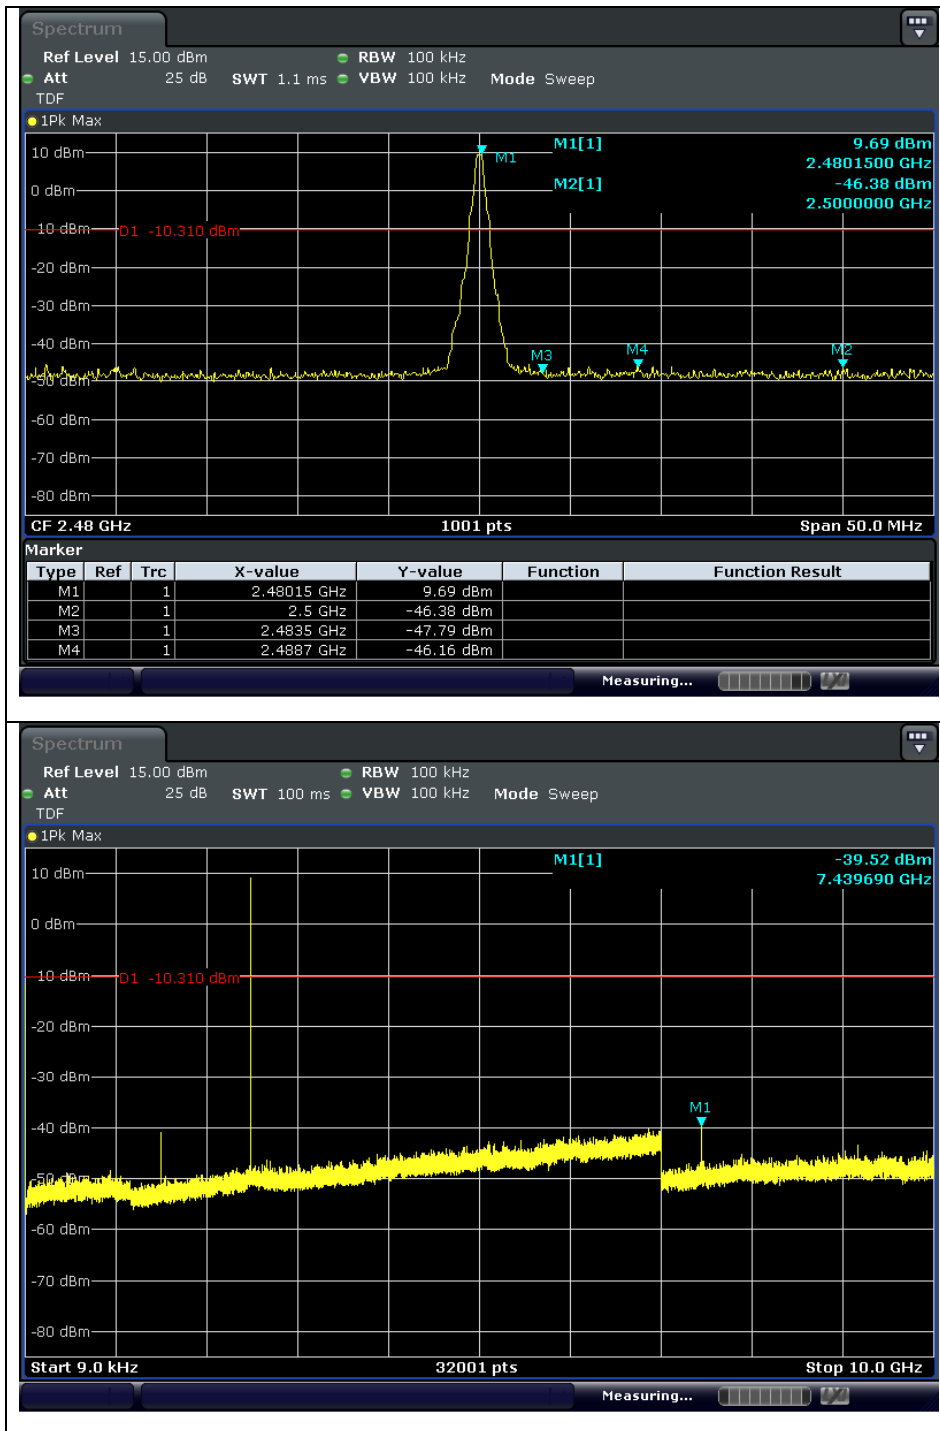 Spectrum
Ref Level 15.00 dBm RBW 100 kHz
Att 25 dB SWT 1.1 ms VBW 100 kHz Mode Sweep
TDF
1Pk Max
M1[1] 9.69 dBm
2.4801500 GHz
M2[1] -46.38 dBm
2.5000000 GHz
10 dBm
M1
0 dBm
-10 dBm
D1 -10.310 dBm
-20 dBm
-30 dBm
-40 dBm
M3 M4 M2
-50 dBm
-60 dBm
-70 dBm
-80 dBm
CF 2.48 GHz 1001 pts Span 50.0 MHz
Marker
Type Ref Trc X-value Y-value Function Function Result
M1 1 2.48015 GHz 9.69 dBm
M2 1 2.5 GHz -46.38 dBm
M3 1 2.4835 GHz -47.79 dBm
M4 1 2.4887 GHz -46.16 dBm
Measuring...
Spectrum
Ref Level 15.00 dBm RBW 100 kHz
Att 25 dB SWT 100 ms VBW 100 kHz Mode Sweep
TDF
1Pk Max
M1[1] -39.52 dBm
7.439690 GHz
10 dBm
0 dBm
-10 dBm
D1 -10.310 dBm
-20 dBm
-30 dBm
M1
-40 dBm
-50 dBm
-60 dBm
-70 dBm
-80 dBm
Start 9.0 kHz 32001 pts Stop 10.0 GHz
Measuring...